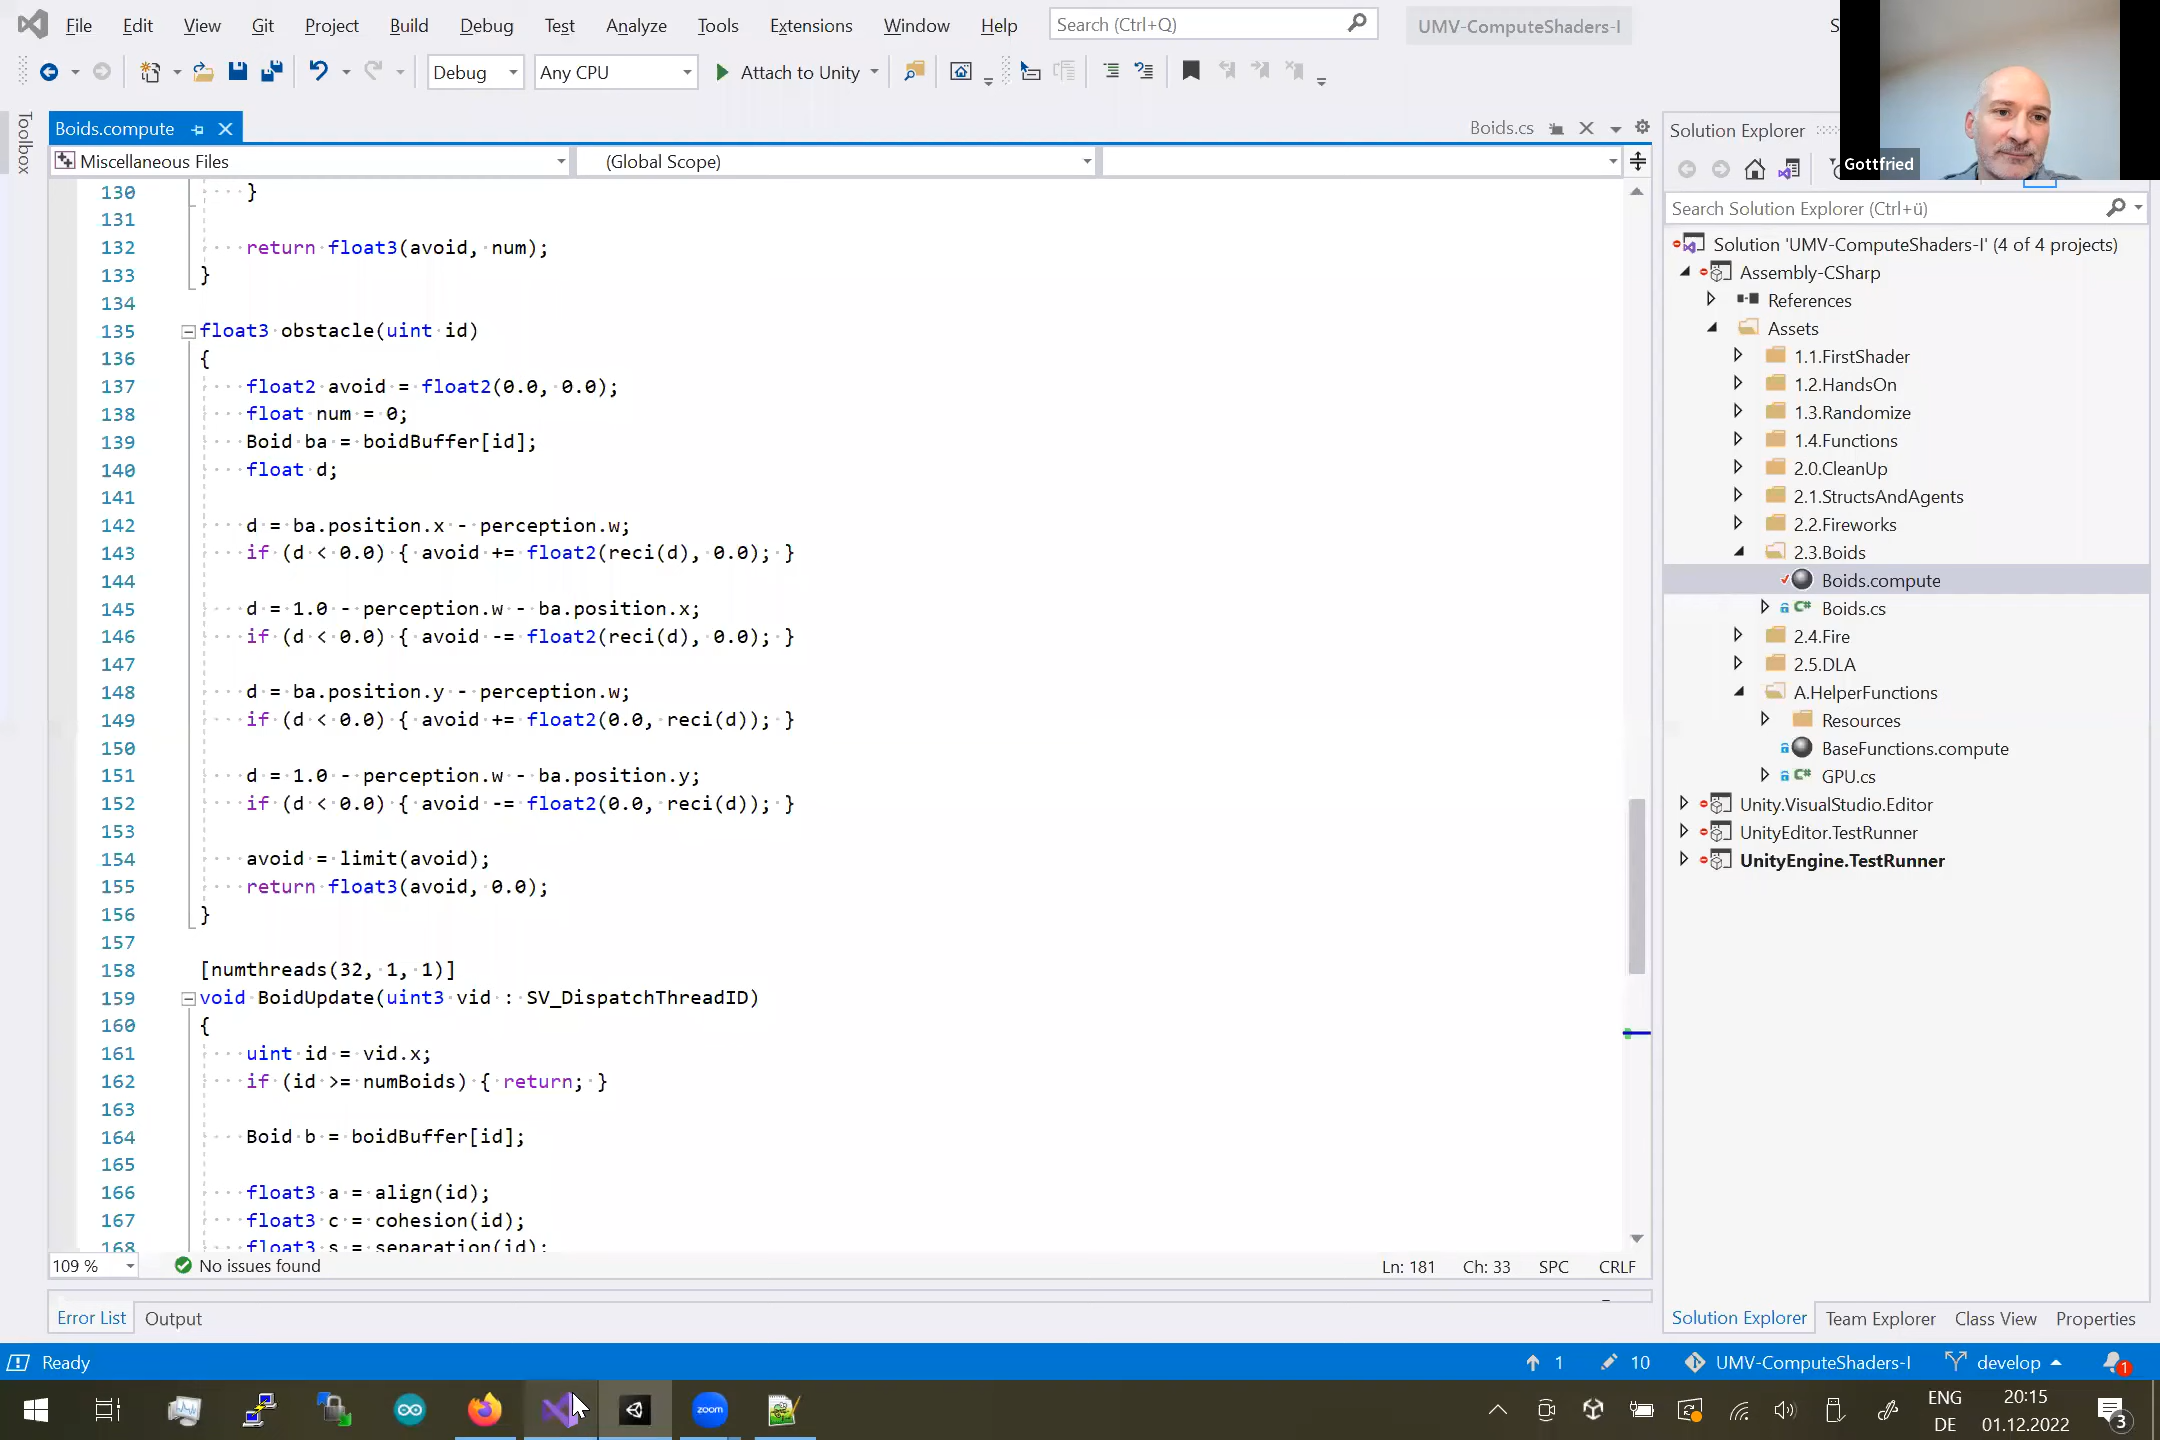 File Edit View Git Project Build Debug Test Analyze Tools Extensions Window Help Search (Ctrl+Q) UMV-ComputeShaders-I
Debug Any CPU Attach to Unity
Gottfried
Toolbox
Boids.compute
Boids.cs
Miscellaneous Files (Global Scope)
130 }
131
132 return float3(avoid, num);
133 }
134
135 float3 obstacle(uint id)
136 {
137 float2 avoid = float2(0.0, 0.0);
138 float num = 0;
139 Boid ba = boidBuffer[id];
140 float d;
141
142 d = ba.position.x - perception.w;
143 if (d < 0.0) { avoid += float2(reci(d), 0.0); }
144
145 d = 1.0 - perception.w - ba.position.x;
146 if (d < 0.0) { avoid -= float2(reci(d), 0.0); }
147
148 d = ba.position.y - perception.w;
149 if (d < 0.0) { avoid += float2(0.0, reci(d)); }
150
151 d = 1.0 - perception.w - ba.position.y;
152 if (d < 0.0) { avoid -= float2(0.0, reci(d)); }
153
154 avoid = limit(avoid);
155 return float3(avoid, 0.0);
156 }
157
158 [numthreads(32, 1, 1)]
159 void BoidUpdate(uint3 vid : SV_DispatchThreadID)
160 {
161 uint id = vid.x;
162 if (id >= numBoids) { return; }
163
164 Boid b = boidBuffer[id];
165
166 float3 a = align(id);
167 float3 c = cohesion(id);
168 float3 s = separation(id);
109 % No issues found Ln: 181 Ch: 33 SPC CRLF
Error List Output
Solution Explorer
Search Solution Explorer (Ctrl+ü)
Solution 'UMV-ComputeShaders-I' (4 of 4 projects)
Assembly-CSharp
References
Assets
1.1.FirstShader
1.2.HandsOn
1.3.Randomize
1.4.Functions
2.0.CleanUp
2.1.StructsAndAgents
2.2.Fireworks
2.3.Boids
Boids.compute
Boids.cs
2.4.Fire
2.5.DLA
A.HelperFunctions
Resources
BaseFunctions.compute
GPU.cs
Unity.VisualStudio.Editor
UnityEditor.TestRunner
UnityEngine.TestRunner
Solution Explorer Team Explorer Class View Properties
Ready 1 10 UMV-ComputeShaders-I develop 1
zoom
ENG
DE
20:15
01.12.2022
3